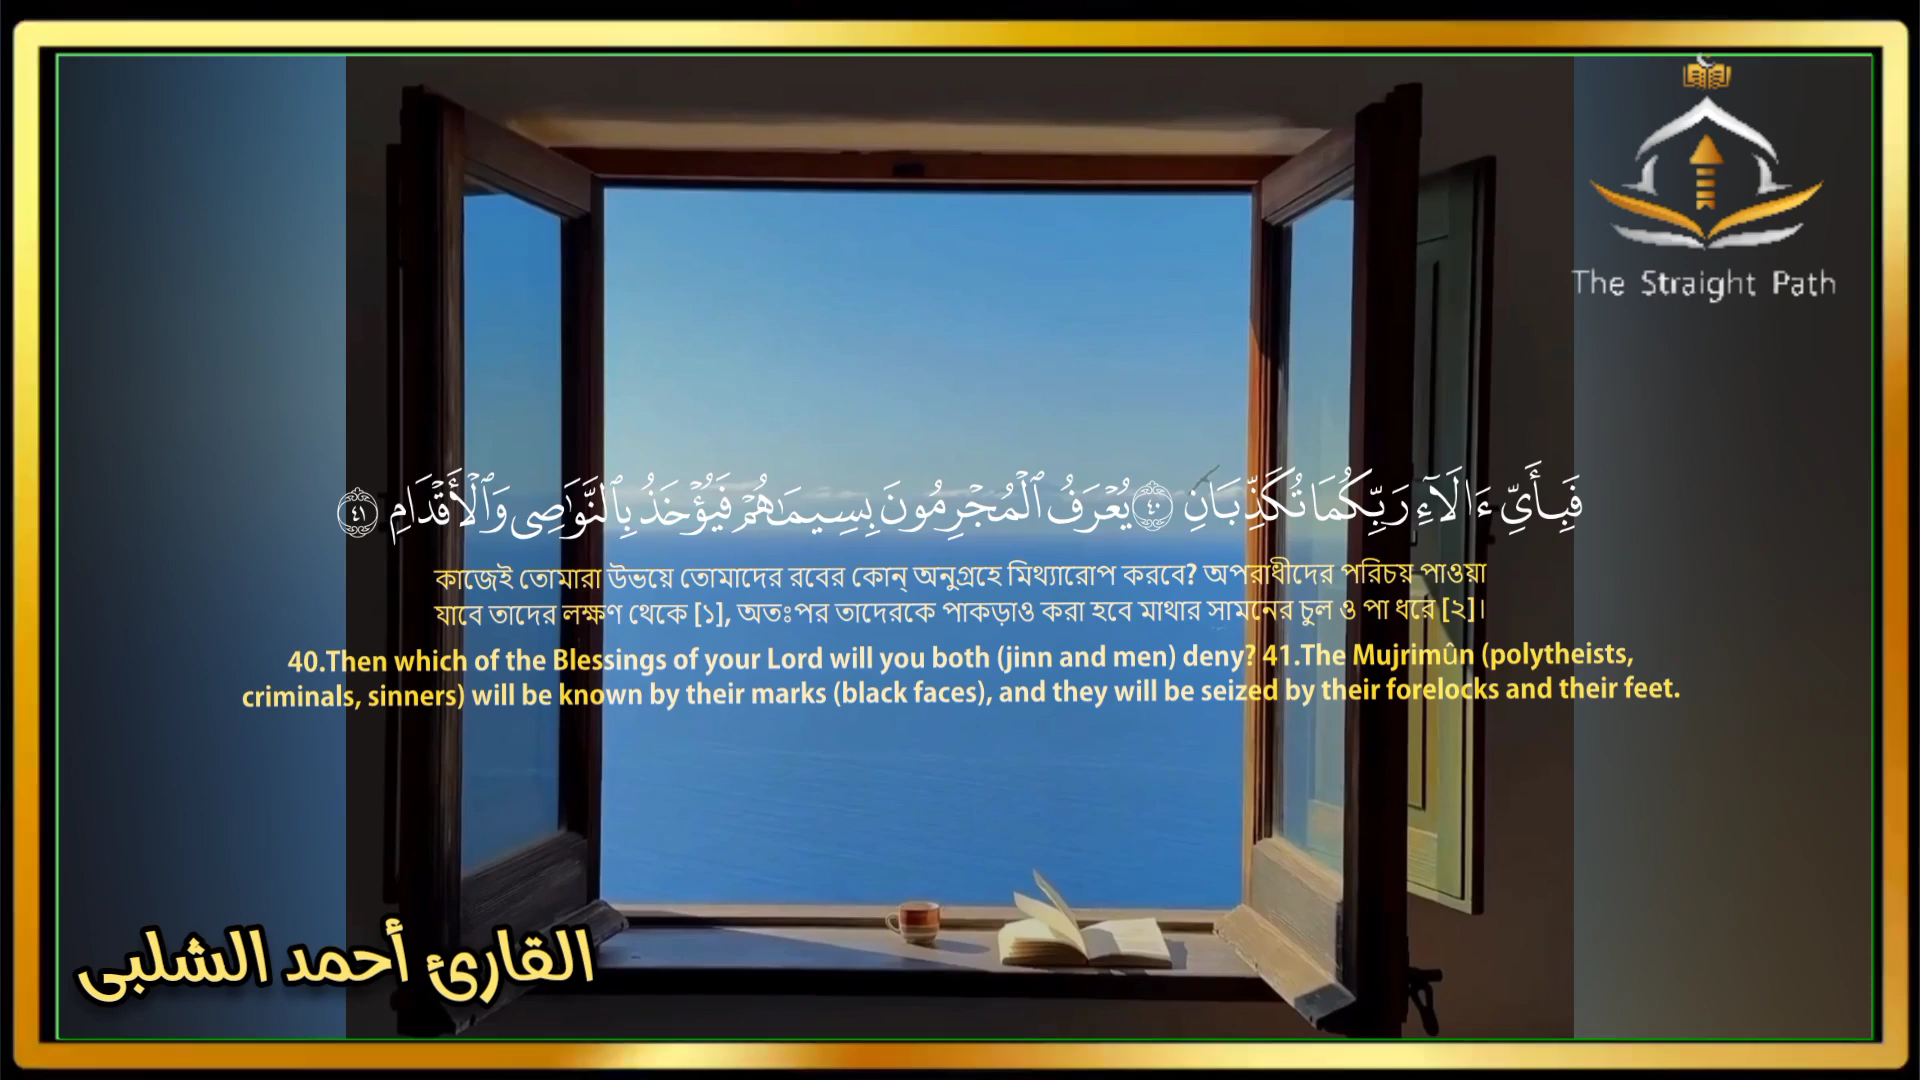 The Straight Path
فَبِأَيِّ ءَالَآءِ رَبِّكُمَا تُكَذِّبَانِ ٤٠ يُعْرَفُ ٱلْمُجْرِمُونَ بِسِيمَٰهُمْ فَيُؤْخَذُ بِٱلنَّوَٰصِى وَٱلْأَقْدَامِ ٤١
কাজেই তোমারা উভয়ে তোমাদের রবের কোন্ অনুগ্রহে মিথ্যারোপ করবে? অপরাধীদের পরিচয় পাওয়া
যাবে তাদের লক্ষণ থেকে [১], অতঃপর তাদেরকে পাকড়াও করা হবে মাথার সামনের চুল ও পা ধরে [২]।
40.Then which of the Blessings of your Lord will you both (jinn and men) deny? 41.The Mujrimûn (polytheists,
criminals, sinners) will be known by their marks (black faces), and they will be seized by their forelocks and their feet.
القارئ أحمد الشلبى